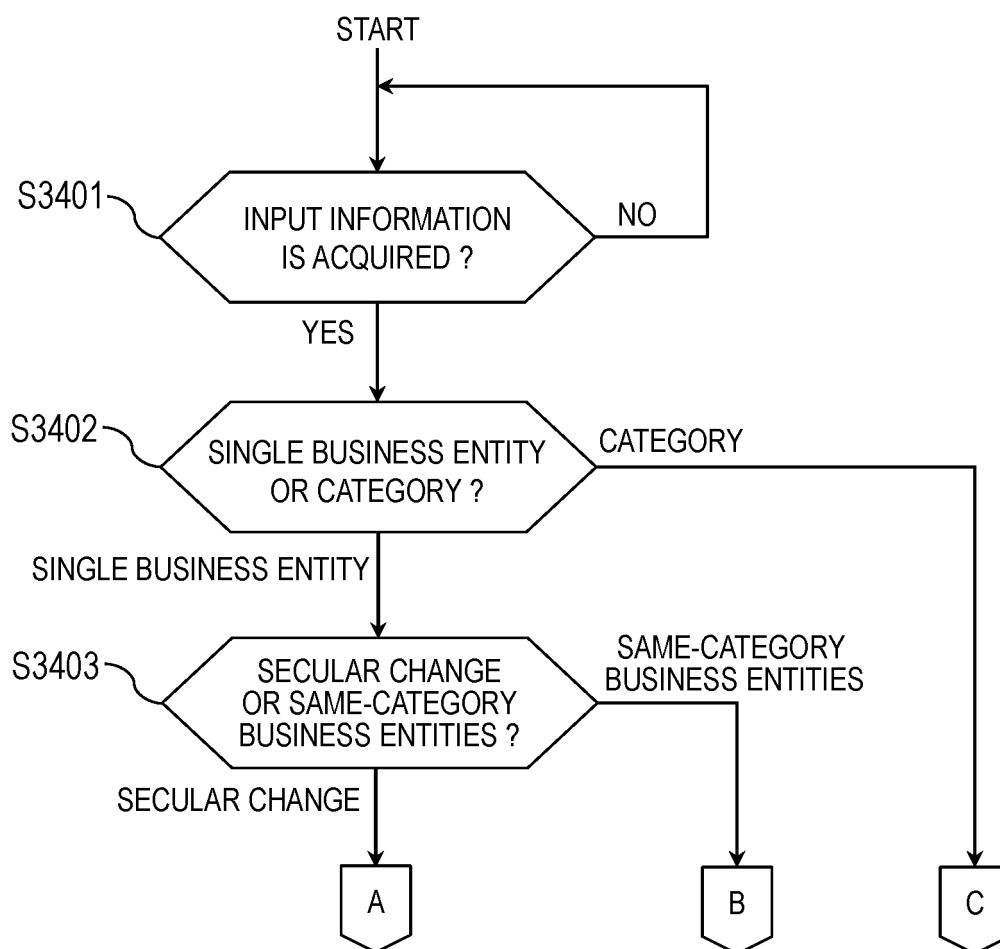 START
S3401
INPUT INFORMATION
IS ACQUIRED ?
NO
YES
S3402
SINGLE BUSINESS ENTITY
OR CATEGORY ?
CATEGORY
SINGLE BUSINESS ENTITY
S3403
SECULAR CHANGE
OR SAME-CATEGORY
BUSINESS ENTITIES ?
SAME-CATEGORY
BUSINESS ENTITIES
SECULAR CHANGE
A
B
C